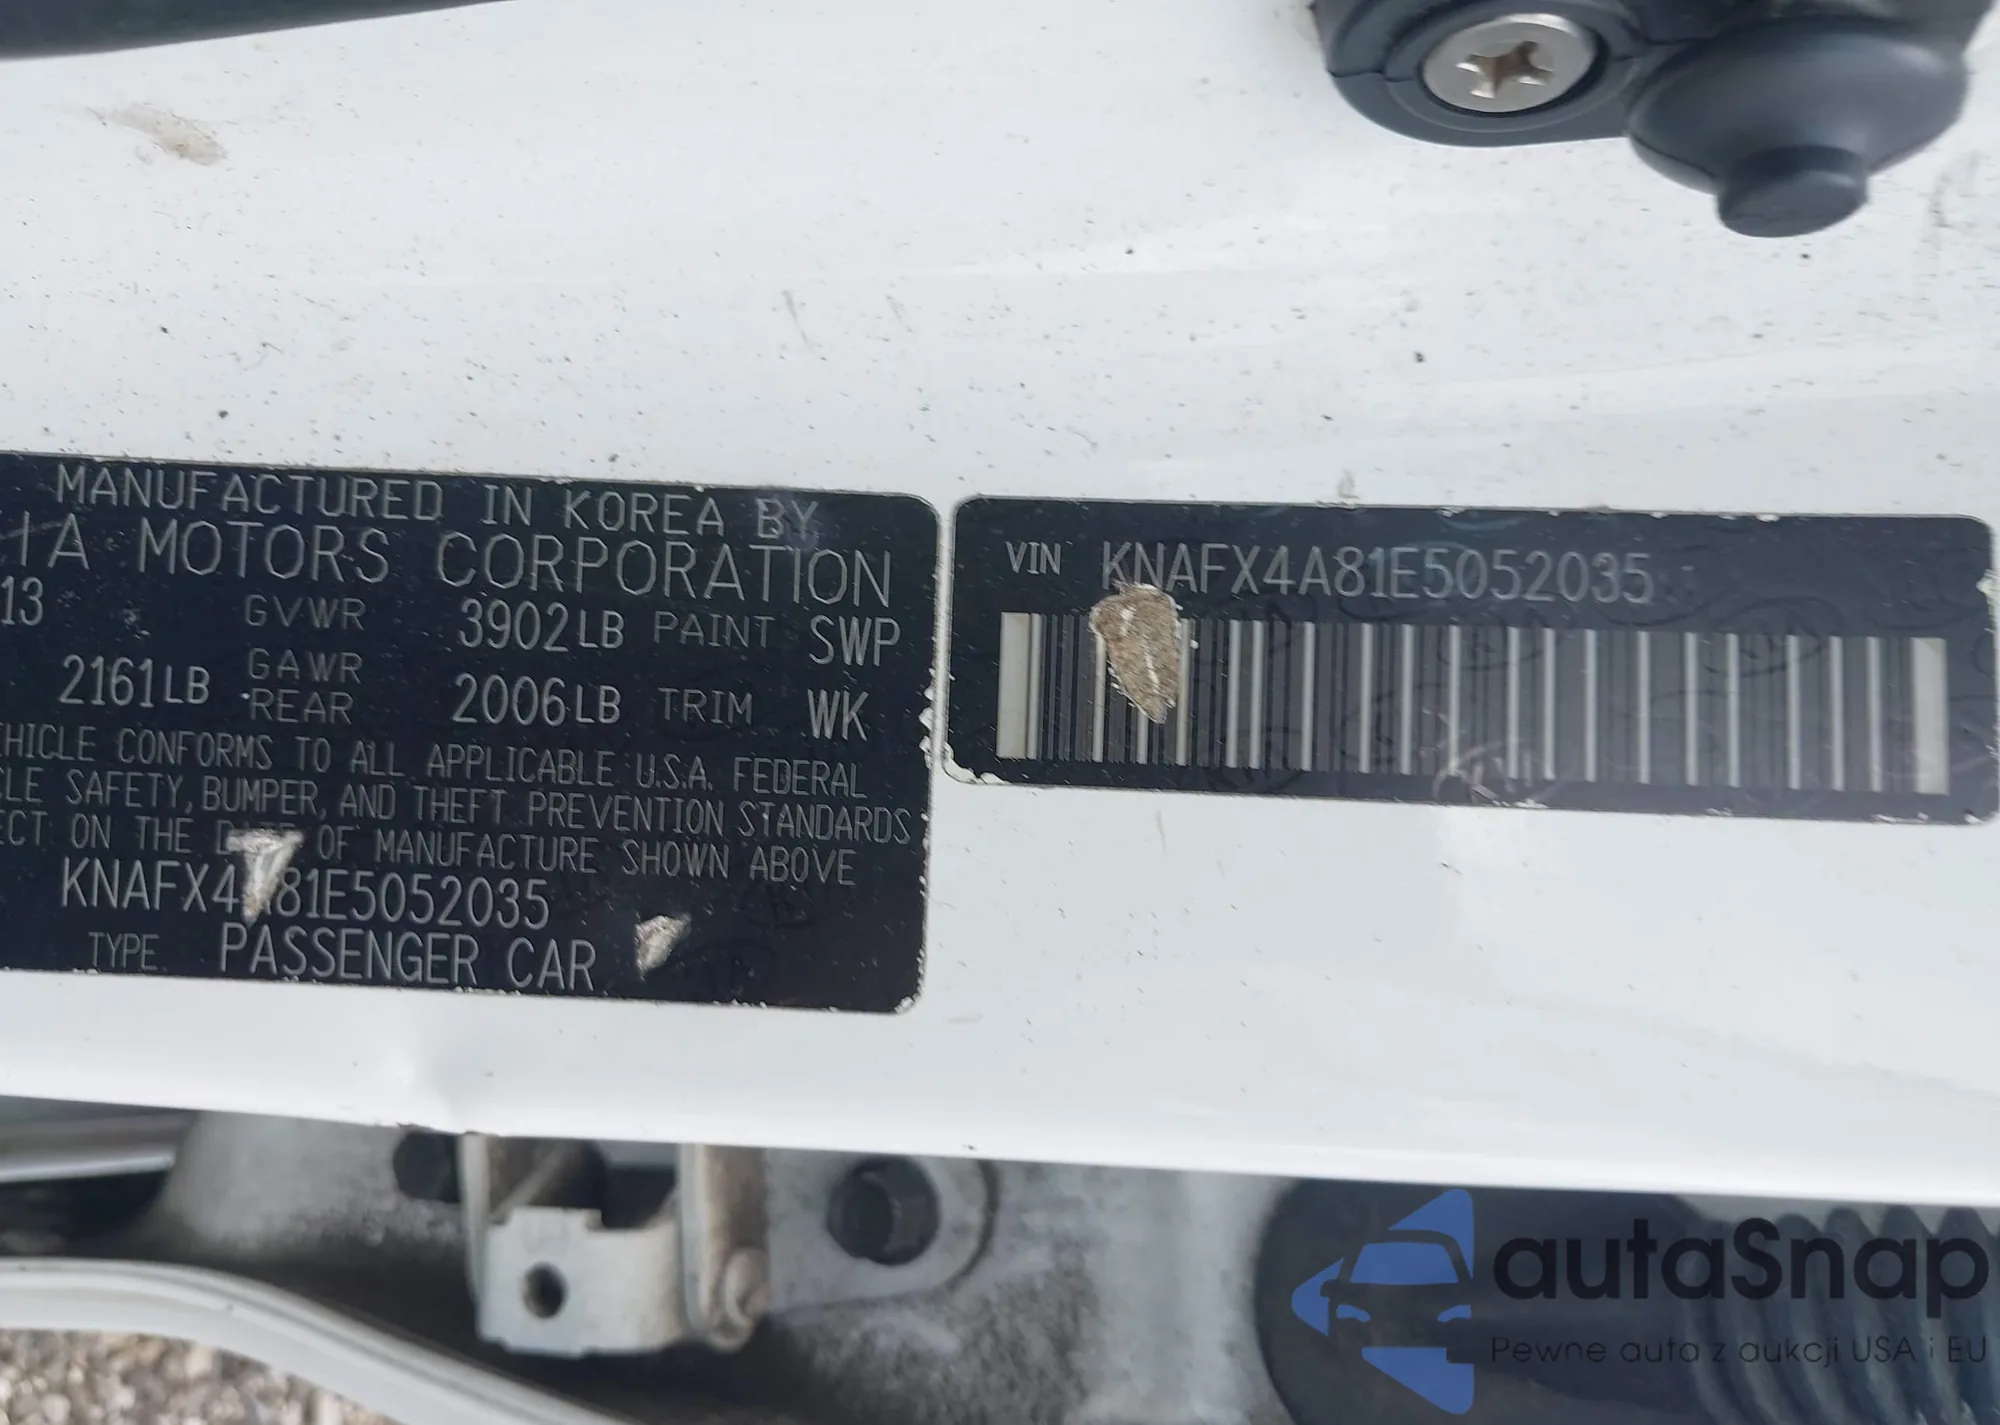 MANUFACTURED IN KOREA BY
IA MOTORS CORPORATION
13 GVWR 3902LB PAINT SWP
2161LB GAWR REAR 2006LB TRIM WK
HICLE CONFORMS TO ALL APPLICABLE U.S.A. FEDERAL
CLE SAFETY, BUMPER, AND THEFT PREVENTION STANDARDS
ECT ON THE OF MANUFACTURE SHOWN ABOVE
KNAFX4A81E5052035
TYPE PASSENGER CAR
VIN KNAFX4A81E5052035
autaSnap
Pewne auta z aukcji USA i EU